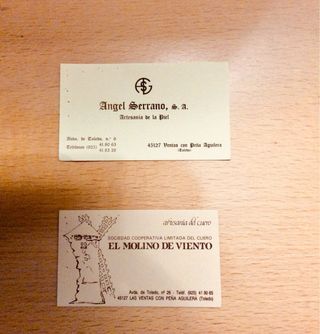 Angel Serrano, S. A.
Artesanía de la Piel
Avda. de Toledo, n.º 6
Teléfonos (925) 41 80 63
41 83 28
45127 Ventas con Peña Aguilera
(Toledo)
artesanía del cuero
SOCIEDAD COOPERATIVA LIMITADA DEL CUERO
EL MOLINO DE VIENTO
Avda. de Toledo, nº 26 - Telf. (925) 41 80 65
45127 LAS VENTAS CON PEÑA AGUILERA (Toledo)